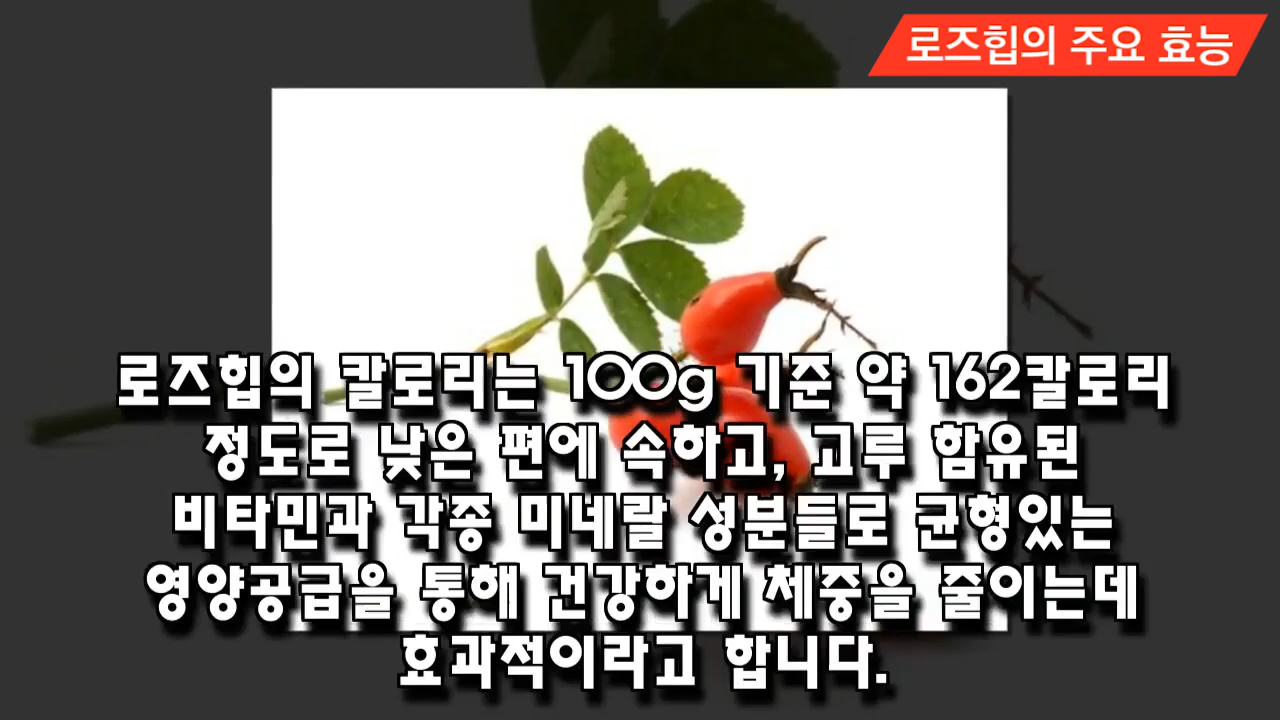 로즈힙의 주요 효능
로즈힙의 칼로리는 100g 기준 약 162칼로리
정도로 낮은 편에 속하고, 고루 함유된
비타민과 각종 미네랄 성분들로 균형있는
영양공급을 통해 건강하게 체중을 줄이는데
효과적이라고 합니다.